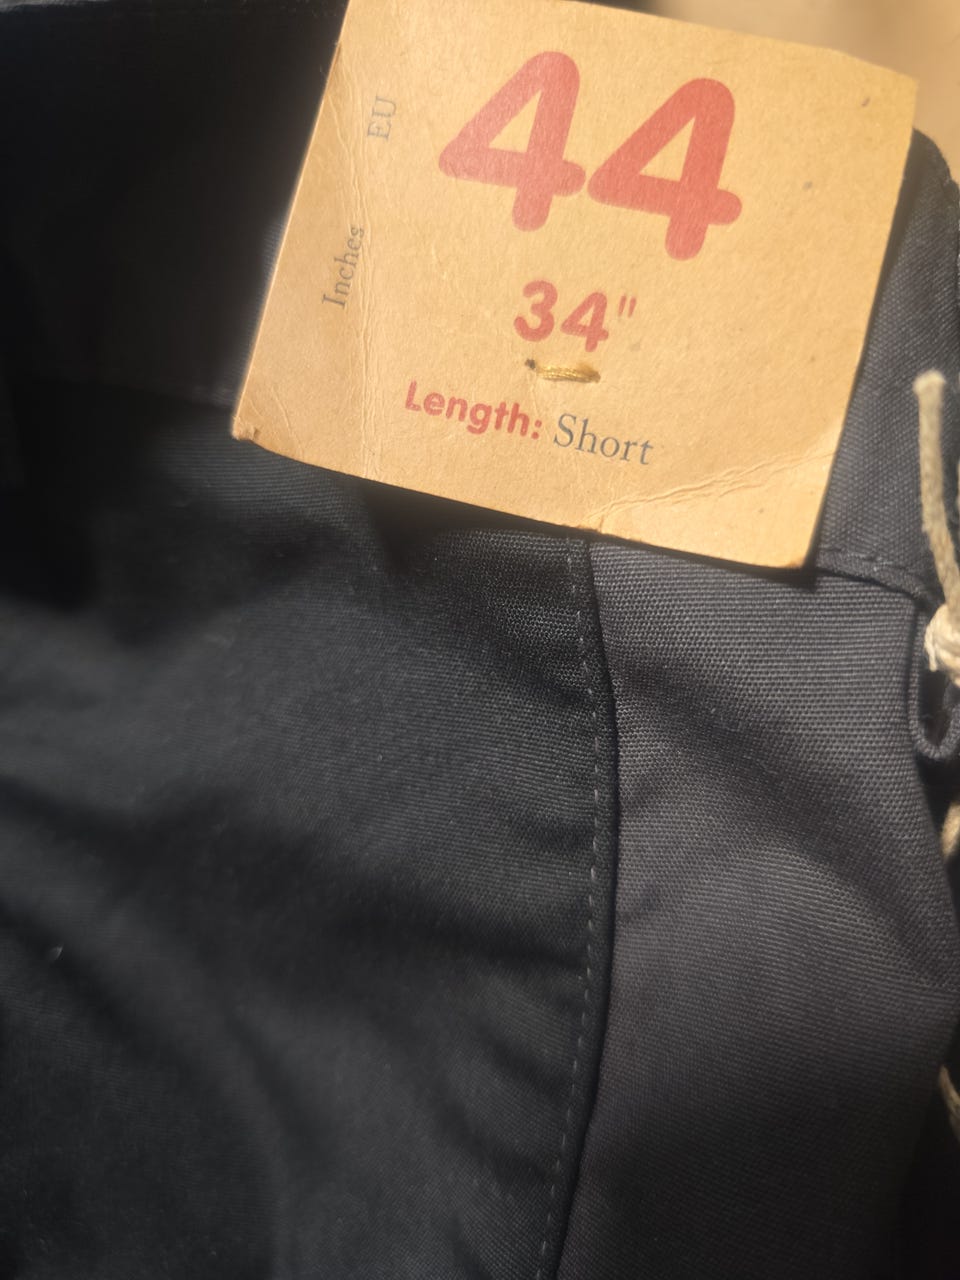 EU
44
Inches
34"
Length: Short